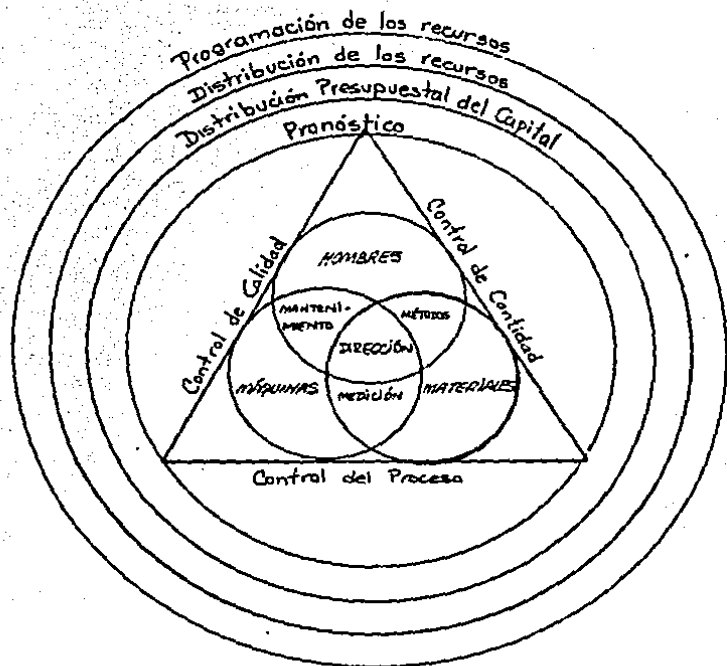 Programación de los recursos
Distribución de los recursos
Distribución Presupuestal del Capital
Pronóstico
Control de Calidad
Control de Cantidad
HOMBRES
MANTENI-
MIENTO
MÉTODOS
DIRECCIÓN
MÁQUINAS
MEDICIÓN
MATERIALES
Control del Proceso